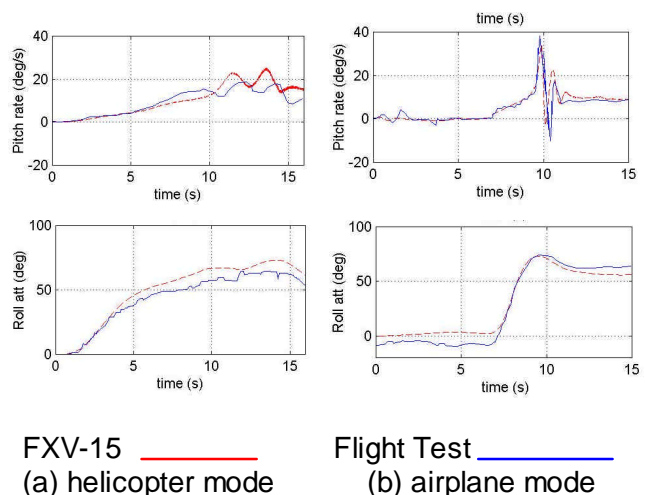 time (s)
Pitch rate (deg/s)
40
20
0
-20
0 5 10 15
time (s)
Pitch rate (deg/s)
40
20
0
-20
0 5 10 15
time (s)
Roll att (deg)
100
50
0
0 5 10 15
time (s)
Roll att (deg)
100
50
0
0 5 10 15
time (s)
FXV-15 Flight Test
(a) helicopter mode (b) airplane mode